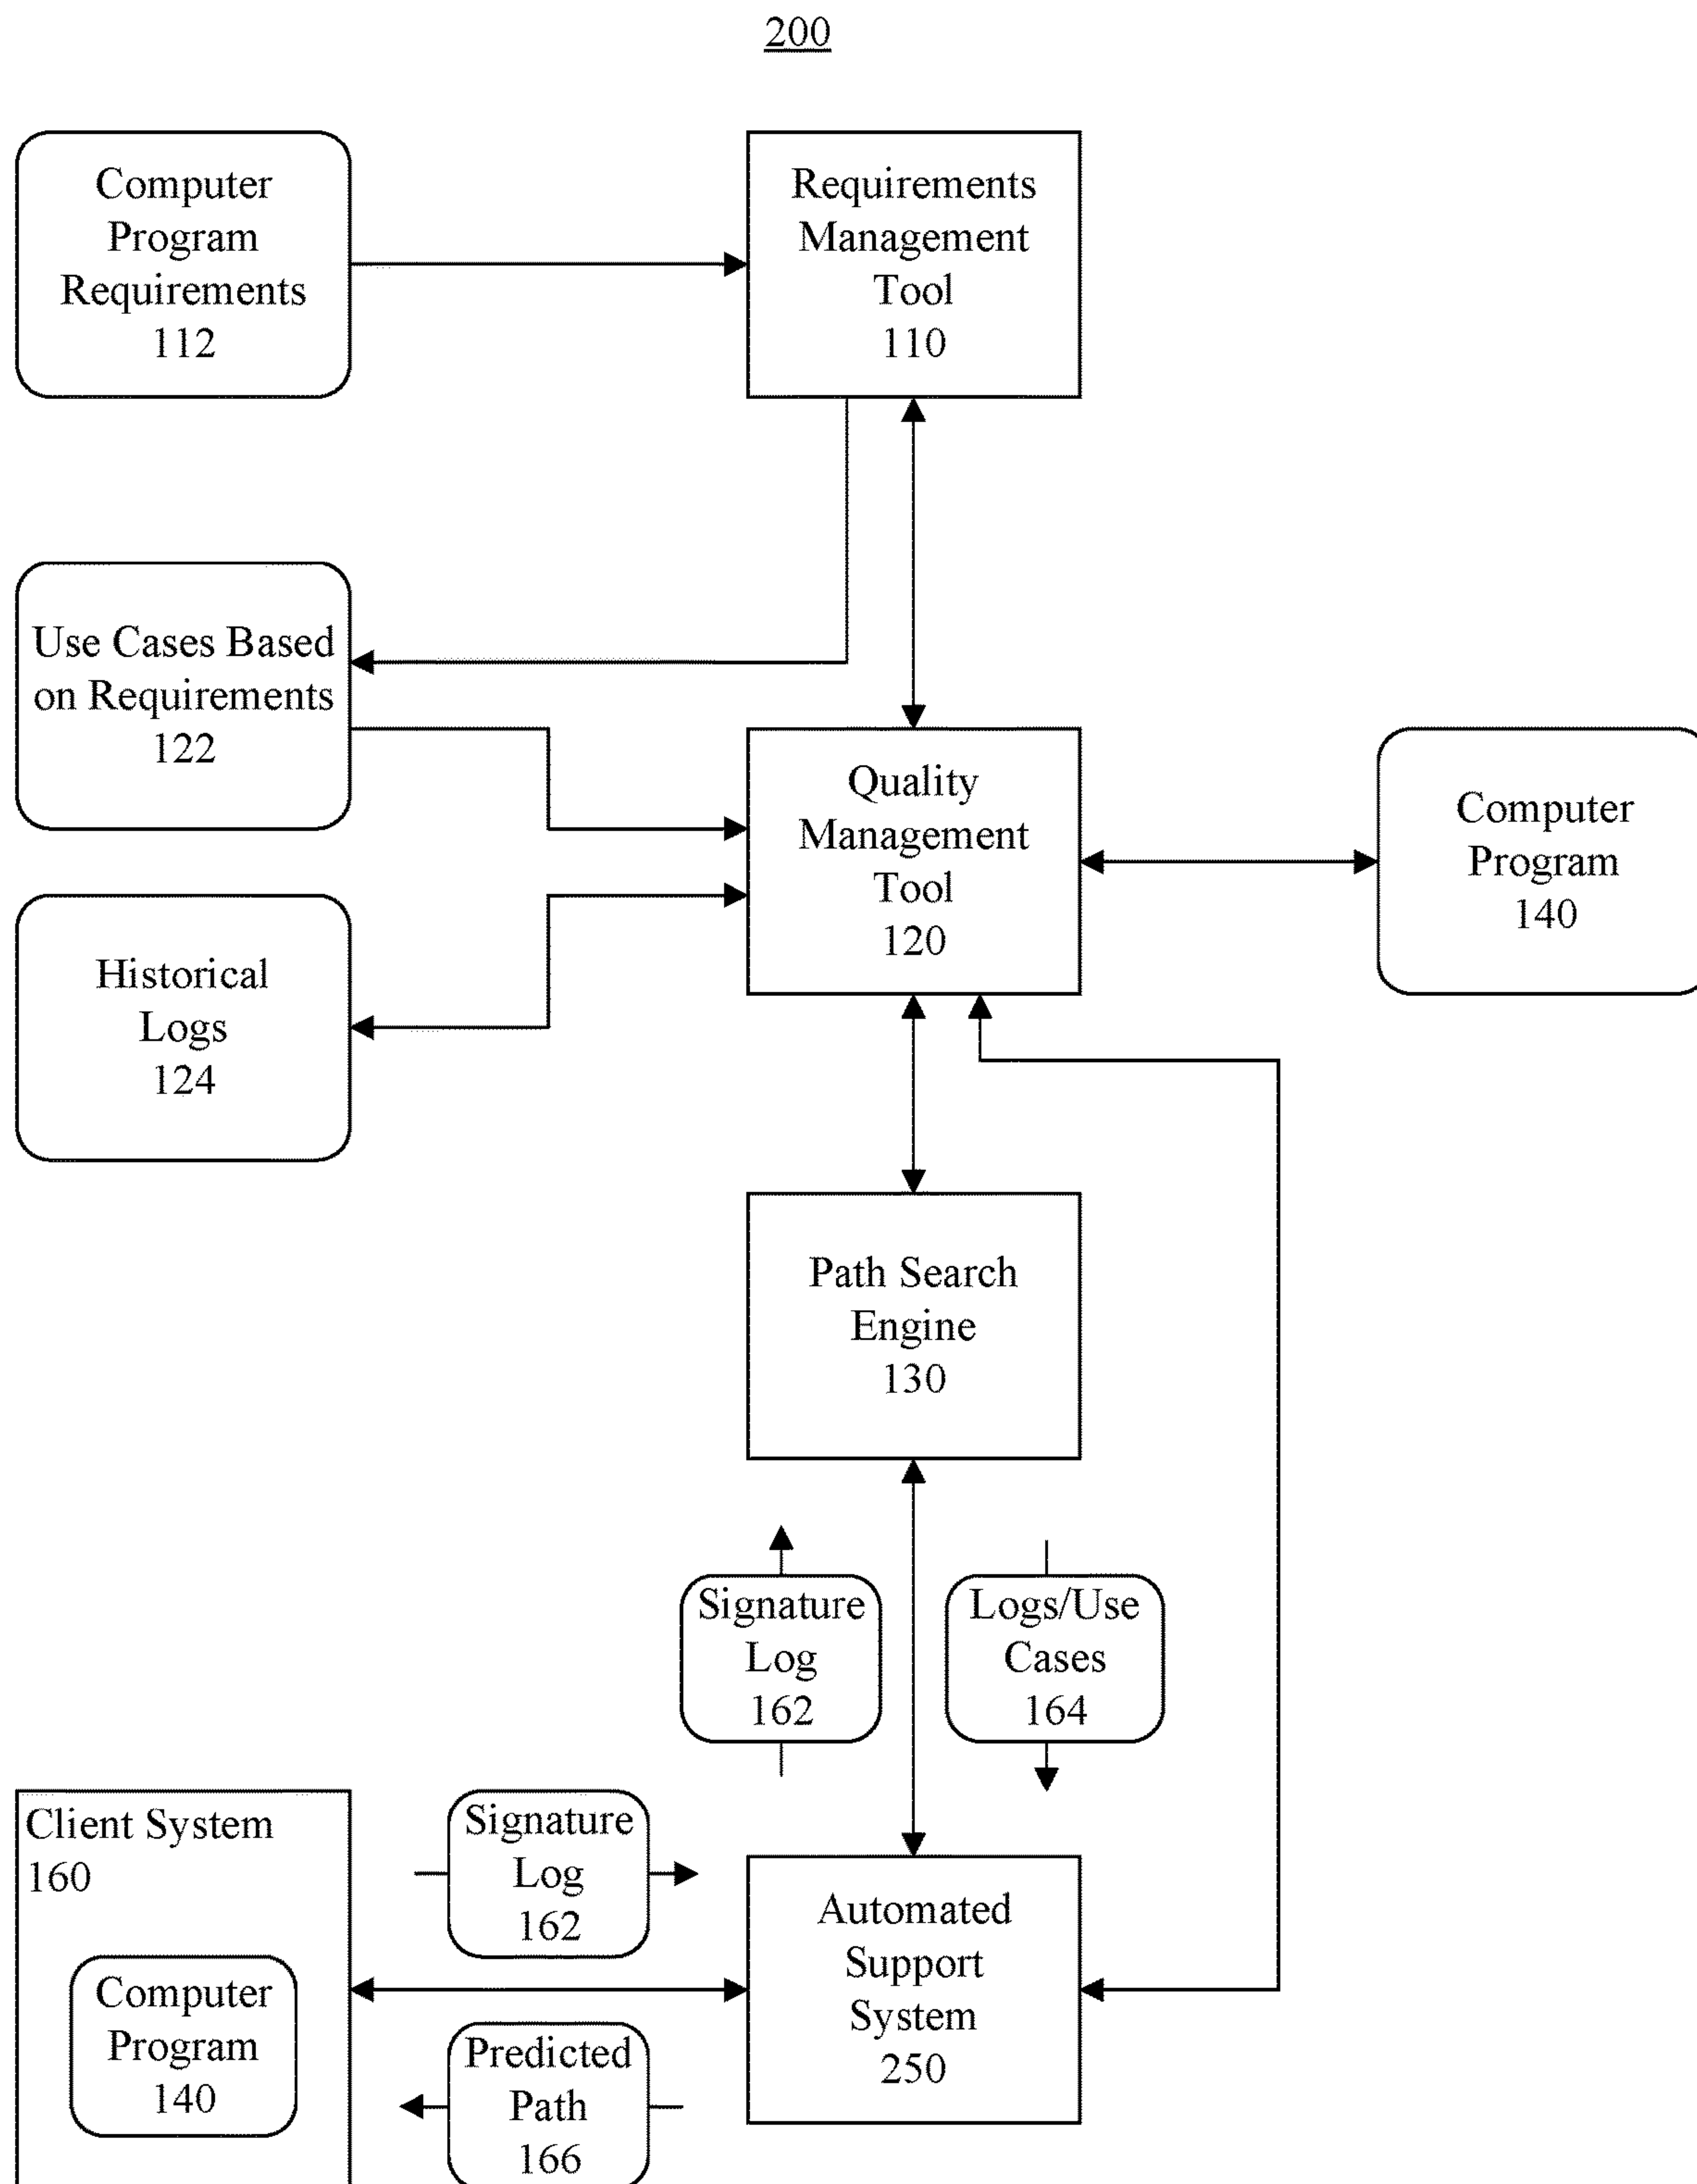 200
Computer
Program
Requirements
112
Requirements
Management
Tool
110
Use Cases Based
on Requirements
122
Quality
Management
Tool
120
Computer
Program
140
Historical
Logs
124
Path Search
Engine
130
Signature
Log
162
Logs/Use
Cases
164
Client System
160
Signature
Log
162
Automated
Support
System
250
Computer
Program
140
Predicted
Path
166